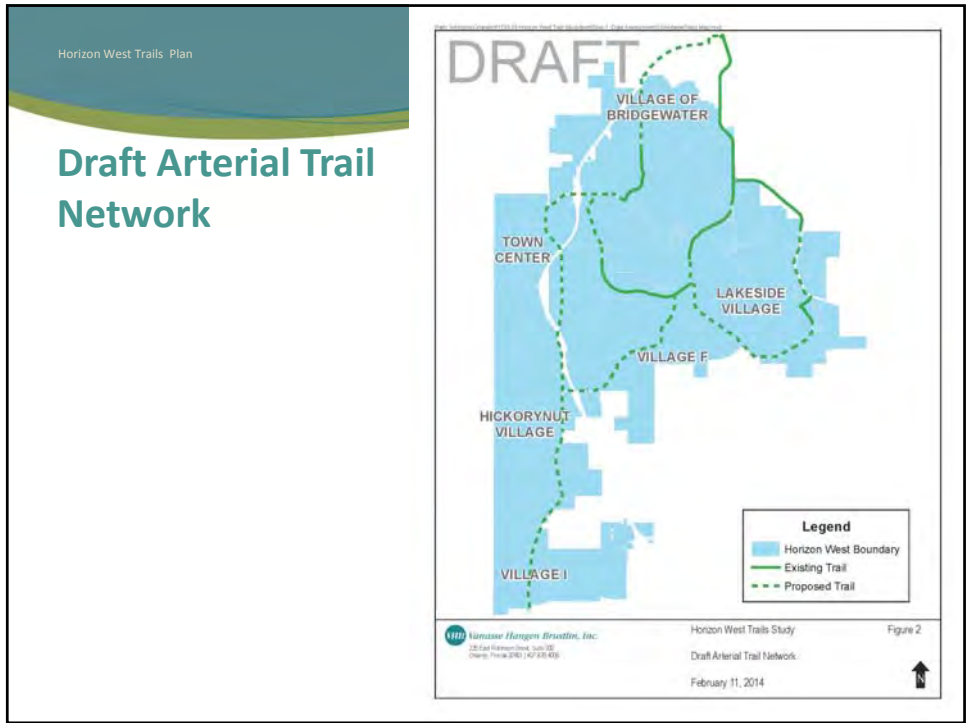 Horizon West Trails Plan
Draft Arterial Trail
Network
DRAFT
VILLAGE OF
BRIDGEWATER
TOWN
CENTER
LAKESIDE
VILLAGE
VILLAGE F
HICKORYNUT
VILLAGE
VILLAGE I
Legend
Horizon West Boundary
Existing Trail
Proposed Trail
VHB Vanasse Hangen Brustlin, Inc.
Horizon West Trails Study
Figure 2
Draft Arterial Trail Network
February 11, 2014
N